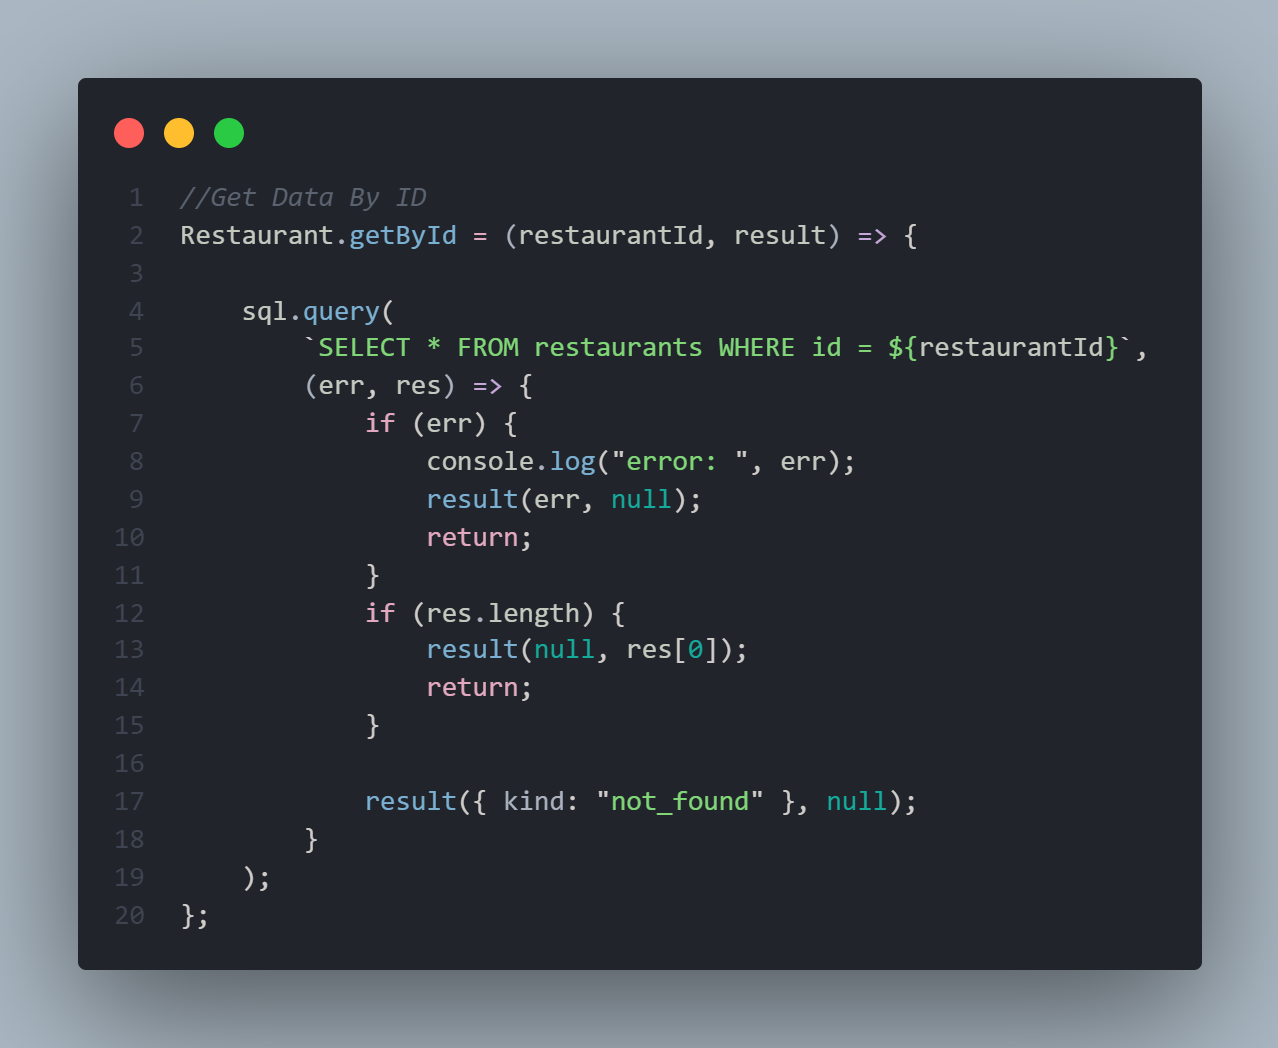 1 //Get Data By ID
2 Restaurant.getById = (restaurantId, result) => {
3
4     sql.query(
5         `SELECT * FROM restaurants WHERE id = ${restaurantId}`,
6         (err, res) => {
7             if (err) {
8                 console.log("error: ", err);
9                 result(err, null);
10                 return;
11             }
12             if (res.length) {
13                 result(null, res[0]);
14                 return;
15             }
16
17             result({ kind: "not_found" }, null);
18         }
19     );
20 };